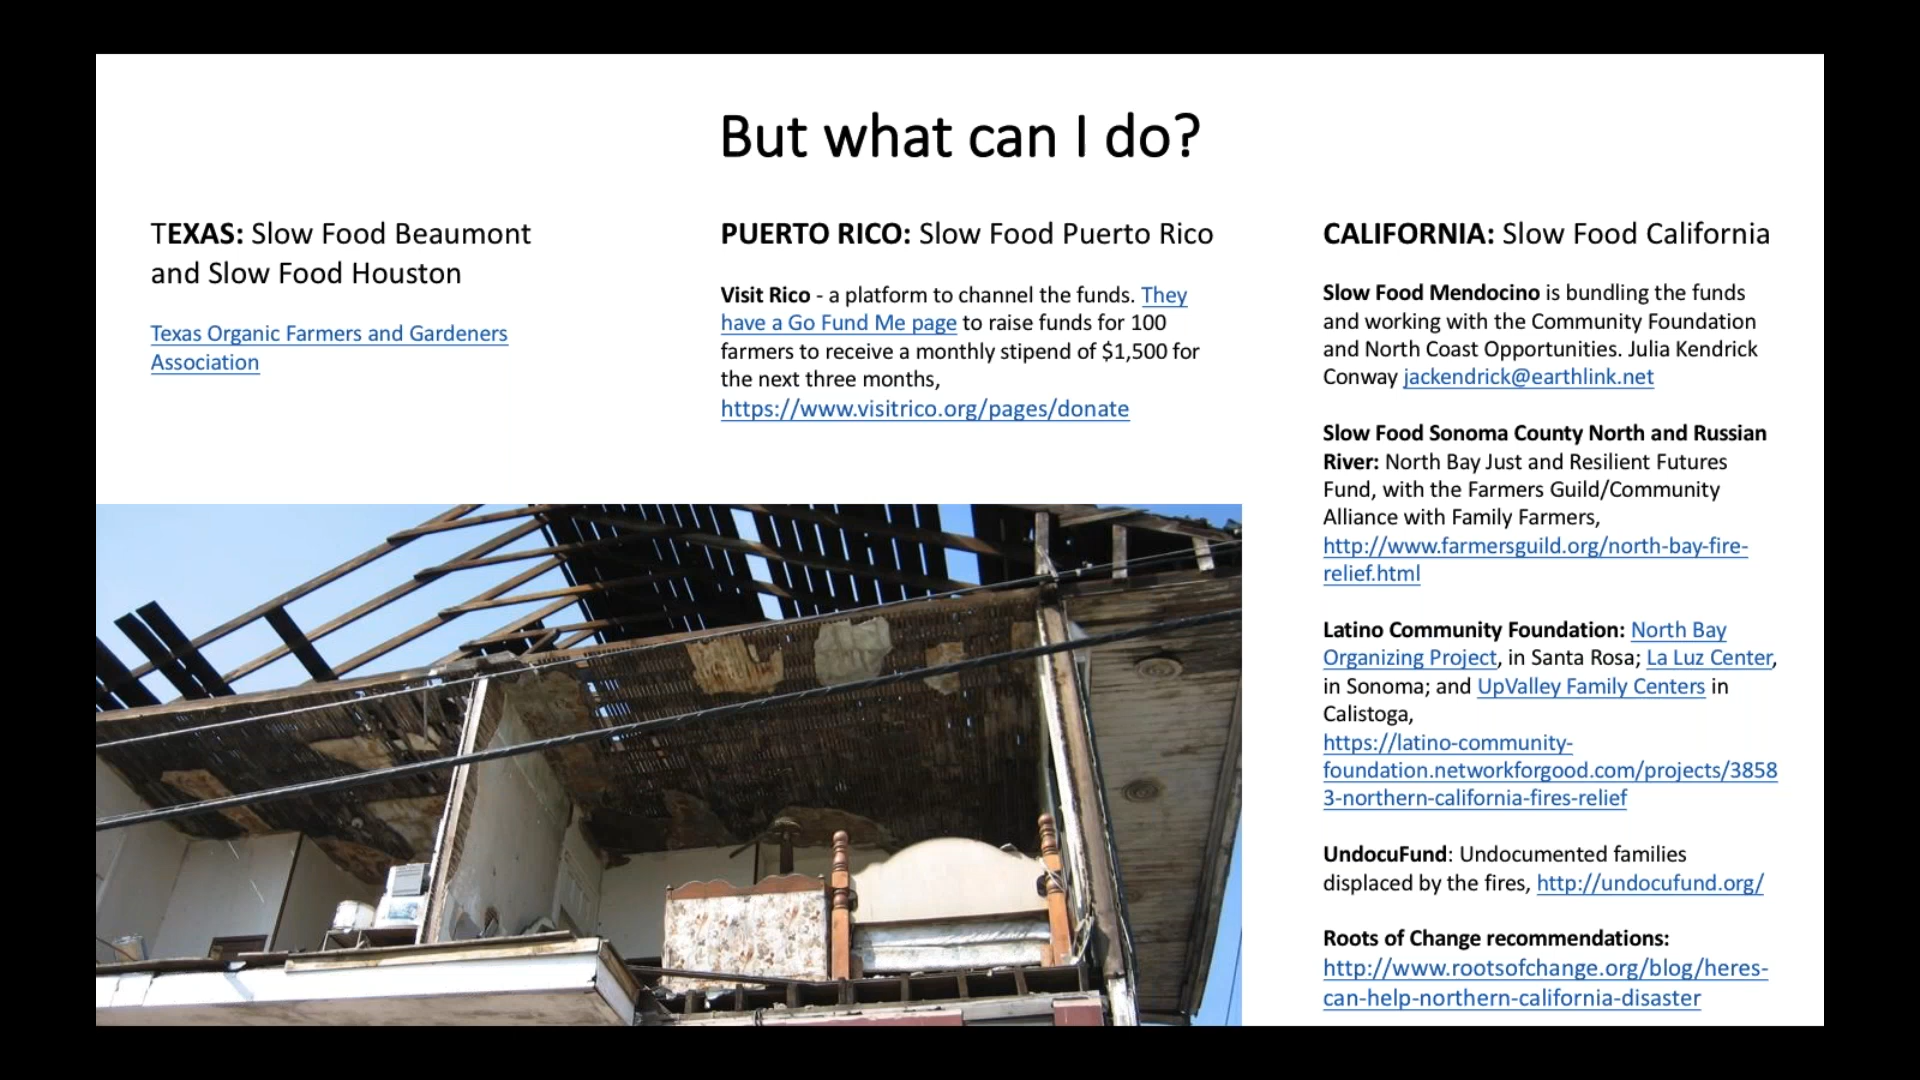 But what can I do?
TEXAS: Slow Food Beaumont
and Slow Food Houston
Texas Organic Farmers and Gardeners
Association
PUERTO RICO: Slow Food Puerto Rico
Visit Rico - a platform to channel the funds. They
have a Go Fund Me page to raise funds for 100
farmers to receive a monthly stipend of $1,500 for
the next three months,
https://www.visitrico.org/pages/donate
CALIFORNIA: Slow Food California
Slow Food Mendocino is bundling the funds
and working with the Community Foundation
and North Coast Opportunities. Julia Kendrick
Conway jackendrick@earthlink.net
Slow Food Sonoma County North and Russian
River: North Bay Just and Resilient Futures
Fund, with the Farmers Guild/Community
Alliance with Family Farmers,
http://www.farmersguild.org/north-bay-fire-
relief.html
Latino Community Foundation: North Bay
Organizing Project, in Santa Rosa; La Luz Center,
in Sonoma; and UpValley Family Centers in
Calistoga,
https://latino-community-
foundation.networkforgood.com/projects/3858
3-northern-california-fires-relief
UndocuFund: Undocumented families
displaced by the fires, http://undocufund.org/
Roots of Change recommendations:
http://www.rootsofchange.org/blog/heres-
can-help-northern-california-disaster